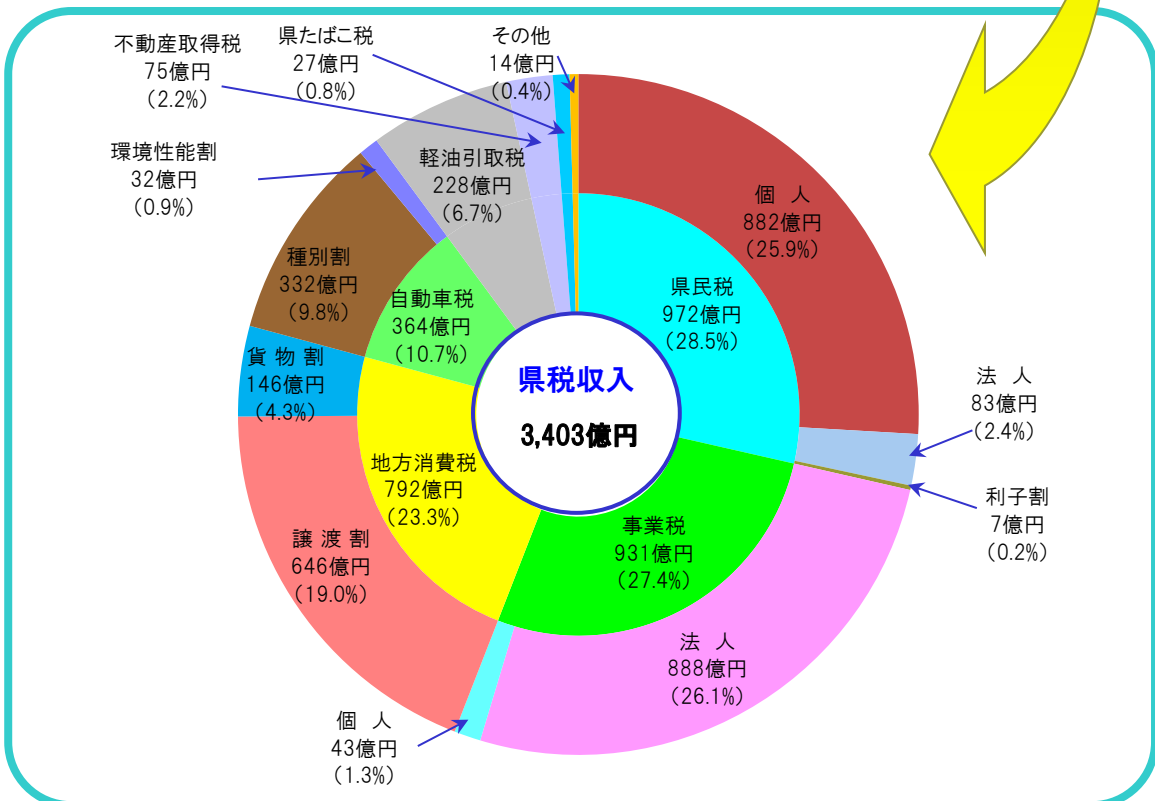 不動産取得税
75億円
(2.2%)
県たばこ税
27億円
(0.8%)
その他
14億円
(0.4%)
環境性能割
32億円
(0.9%)
軽油引取税
228億円
(6.7%)
個　人
882億円
(25.9%)
種別割
332億円
(9.8%)
自動車税
364億円
(10.7%)
県民税
972億円
(28.5%)
貨 物 割
146億円
(4.3%)
県税収入
3,403億円
法　人
83億円
(2.4%)
地方消費税
792億円
(23.3%)
利子割
7億円
(0.2%)
譲 渡 割
646億円
(19.0%)
事業税
931億円
(27.4%)
法　人
888億円
(26.1%)
個　人
43億円
(1.3%)